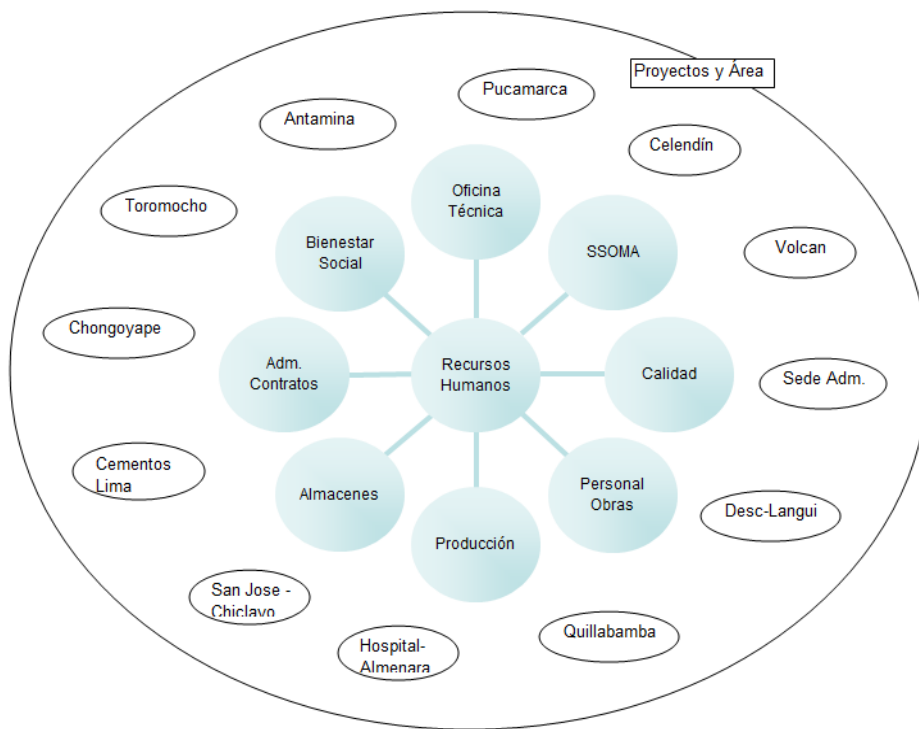 Proyectos y Área
Pucamarca
Antamina
Celendín
Oficina
Técnica
Toromocho
Bienestar
Social
SSOMA
Volcan
Chongoyape
Adm.
Contratos
Recursos
Humanos
Calidad
Sede Adm.
Cementos
Lima
Almacenes
Personal
Obras
Desc-Langui
Producción
San Jose -
Chiclayo
Hospital-
Almenara
Quillabamba